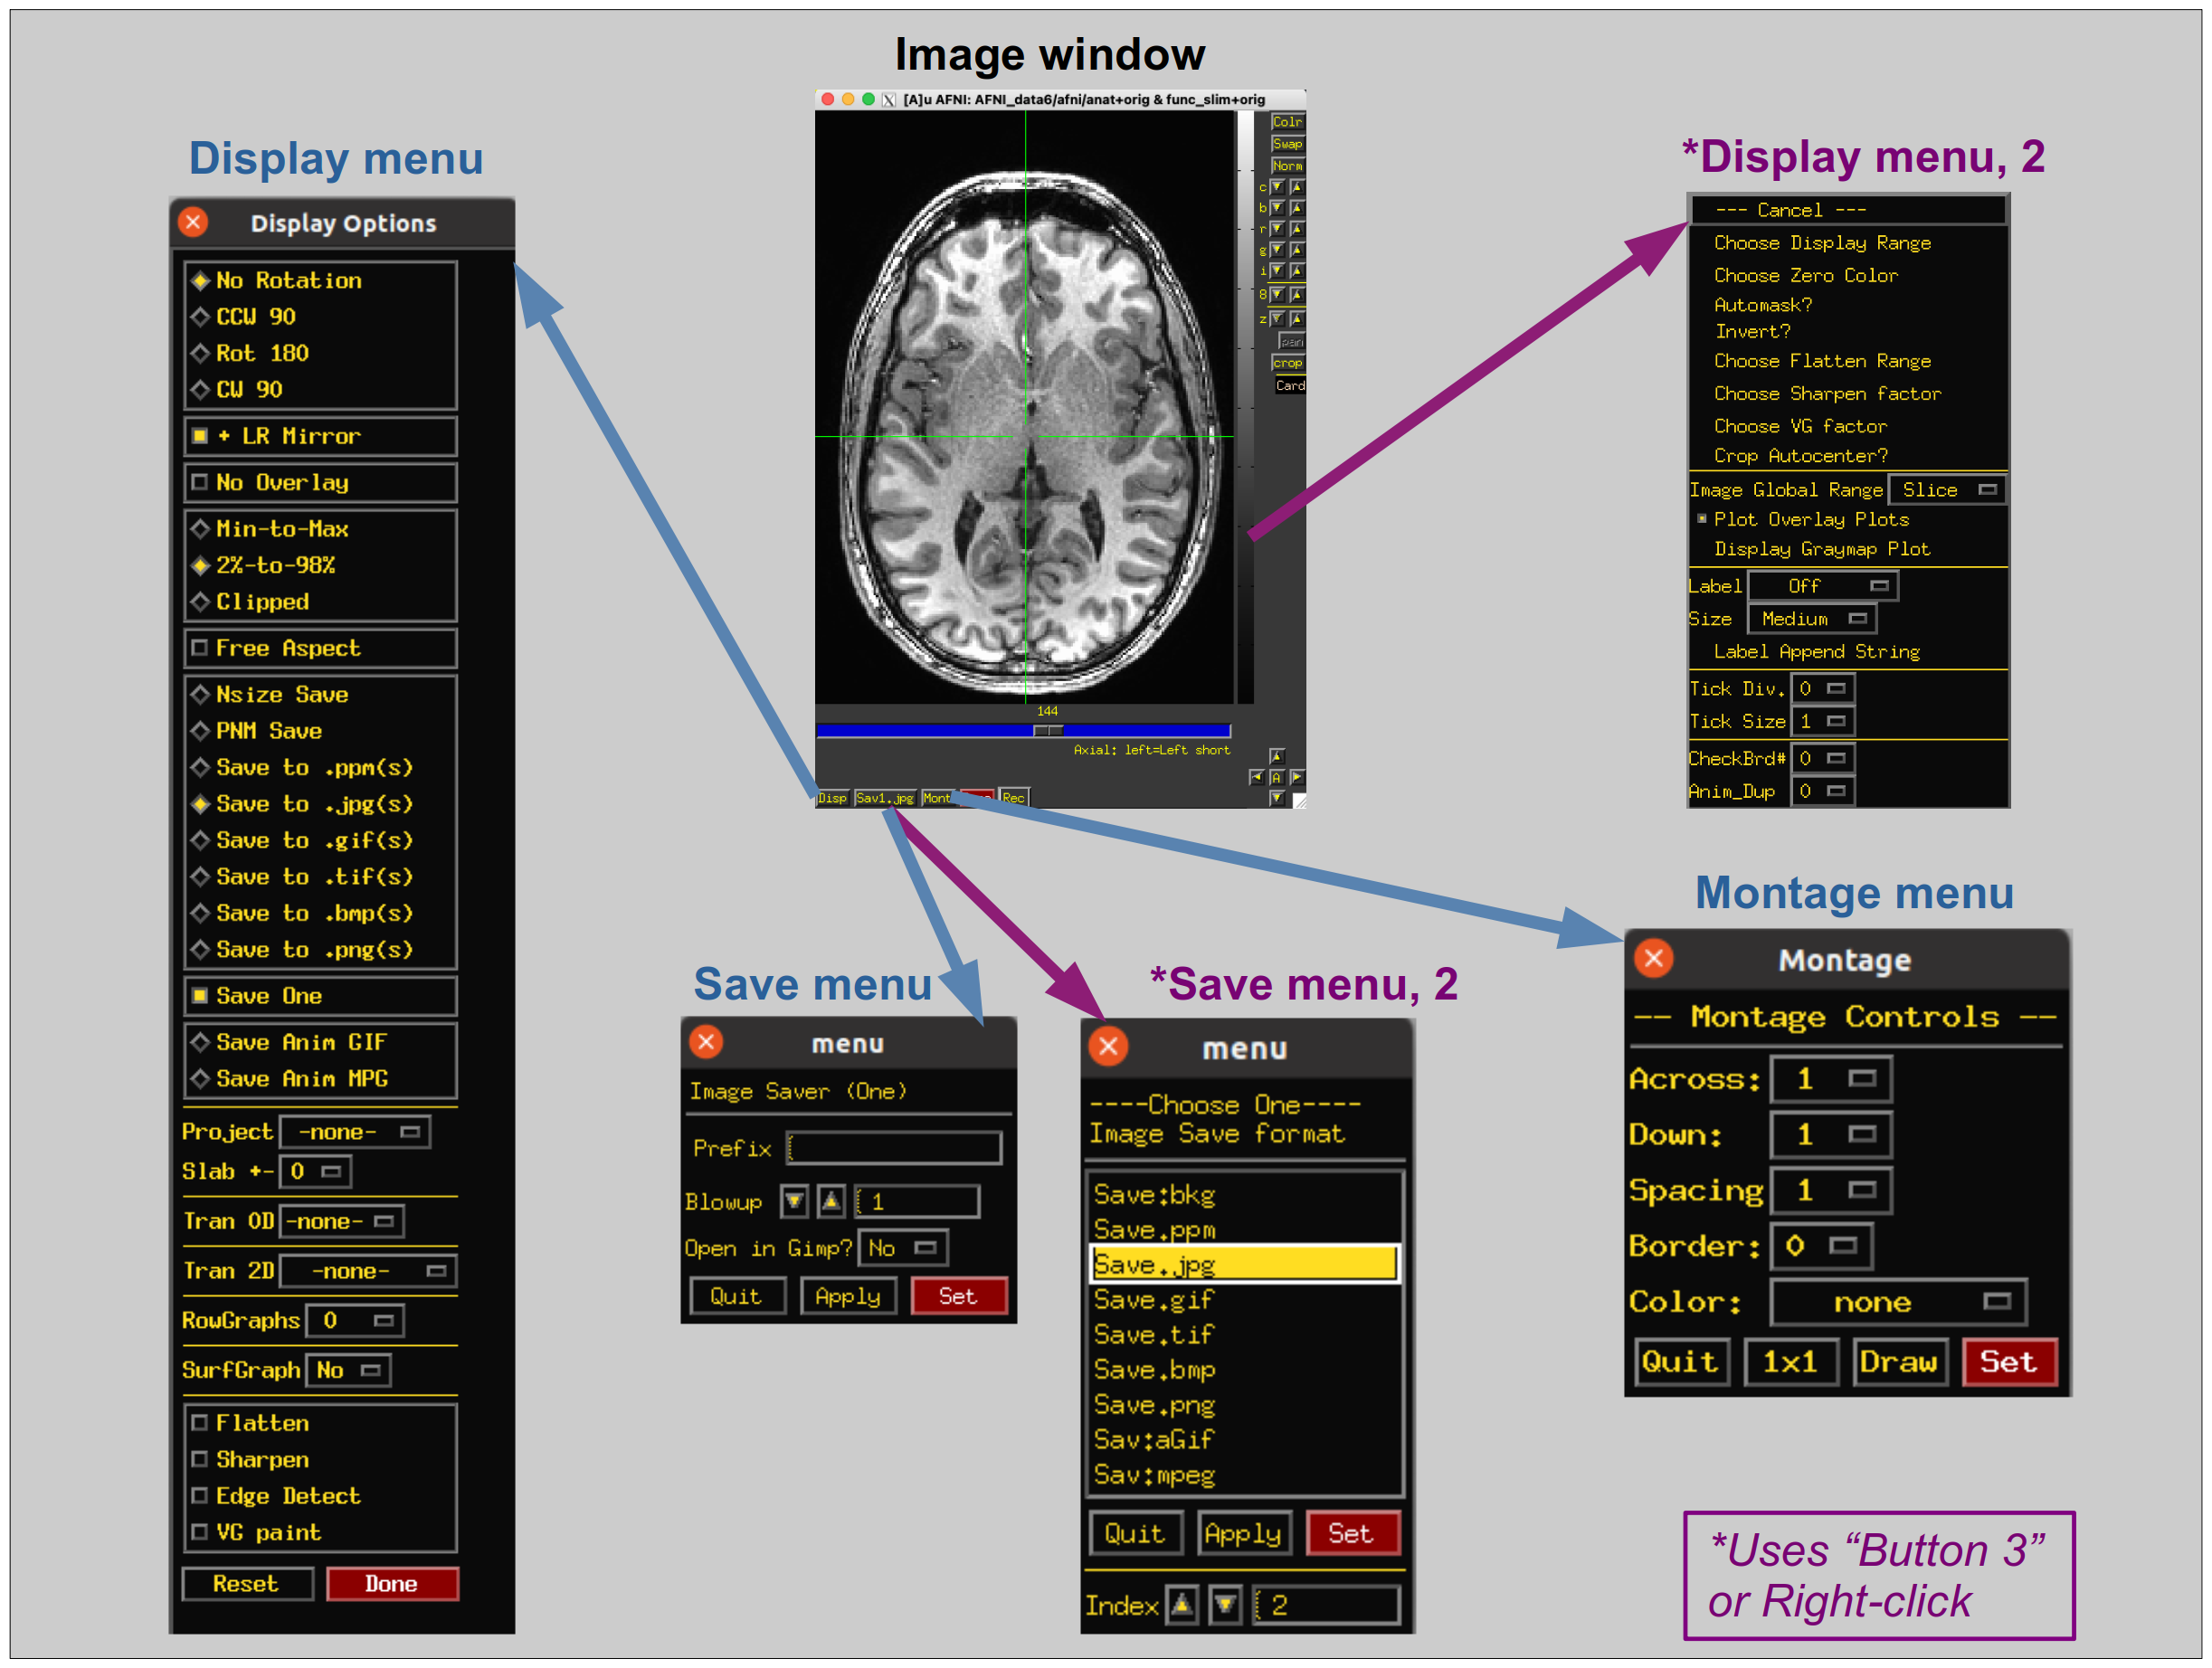 Image window
[A]u AFNI: AFNI_data6/afni/anat+orig & func_slim+orig
Colr
Swap
Norm
c
b
r
g
i
8
z
pan
crop
Card
144
Axial: left=Left short
A
Disp Sav1.jpg Mont Rec
Display menu
Display Options
No Rotation
CCW 90
Rot 180
CW 90
+ LR Mirror
No Overlay
Min-to-Max
2%-to-98%
Clipped
Free Aspect
Nsize Save
PNM Save
Save to .ppm(s)
Save to .jpg(s)
Save to .gif(s)
Save to .tif(s)
Save to .bmp(s)
Save to .png(s)
Save One
Save Anim GIF
Save Anim MPG
Project -none-
Slab +- 0
Tran 0D -none-
Tran 2D -none-
RowGraphs 0
SurfGraph No
Flatten
Sharpen
Edge Detect
VG paint
Reset Done
*Display menu, 2
--- Cancel ---
Choose Display Range
Choose Zero Color
Automask?
Invert?
Choose Flatten Range
Choose Sharpen factor
Choose VG factor
Crop Autocenter?
Image Global Range Slice
Plot Overlay Plots
Display Graymap Plot
Label Off
Size Medium
Label Append String
Tick Div. 0
Tick Size 1
CheckBrd# 0
Anim_Dup 0
Save menu
menu
Image Saver (One)
Prefix
Blowup 1
Open in Gimp? No
Quit Apply Set
*Save menu, 2
menu
----Choose One----
Image Save format
Save:bkg
Save.ppm
Save.jpg
Save.gif
Save.tif
Save.bmp
Save.png
Sav:aGif
Sav:mpeg
Quit Apply Set
Index 2
Montage menu
Montage
-- Montage Controls --
Across: 1
Down: 1
Spacing 1
Border: 0
Color: none
Quit 1x1 Draw Set
*Uses “Button 3”
or Right-click